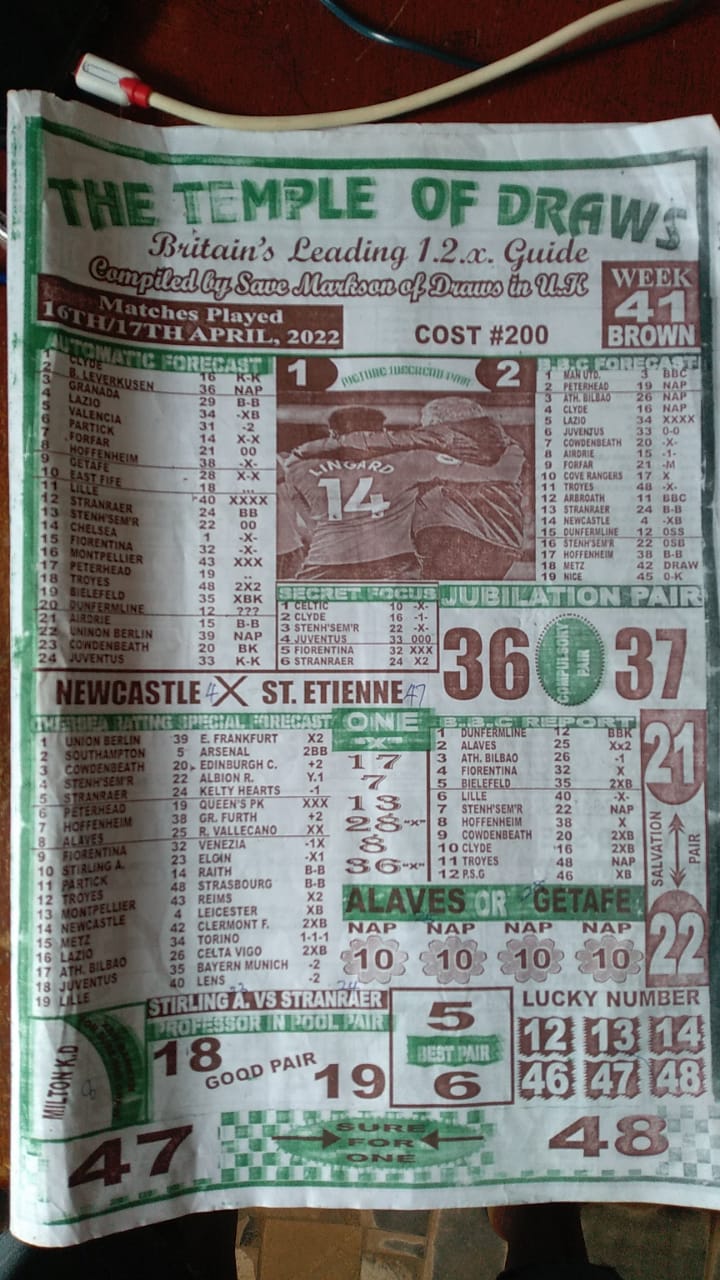 THE TEMPLE OF DRAWS
Britain's Leading 1.2.x. Guide
Compiled by Save Markson of Draws in U.K
Matches Played
16TH/17TH APRIL, 2022
COST #200
WEEK
41
BROWN
AUTOMATIC FORECAST
1 CLYDE 16 K-K
2 B. LEVERKUSEN 36 NAP
3 GRANADA 29 B-B
4 LAZIO 34 -XB
5 VALENCIA 31 -2
6 PARTICK 14 X-X
7 FORFAR 21 00
8 HOFFENHEIM 38 -X-
9 GETAFE 28 X-X
10 EAST FIFE 18 ...
11 LILLE 40 XXXX
12 STRANRAER 24 BB
13 STENH'SEM'R 22 00
14 CHELSEA 1 -X-
15 FIORENTINA 32 -X-
16 MONTPELLIER 43 XXX
17 PETERHEAD 19 ..
18 TROYES 48 2X2
19 BIELEFELD 35 XBK
20 DUNFERMLINE 12 ???
21 AIRDRIE 15 B-B
22 UNINON BERLIN 39 NAP
23 COWDENBEATH 20 BK
24 JUVENTUS 33 K-K
1 PAIR 2
LINGARD
14
B.B.C FORECAST
1 MAN UTD. 3 BBC
2 PETERHEAD 19 NAP
3 ATH. BILBAO 26 NAP
4 CLYDE 16 NAP
5 LAZIO 34 XXXX
6 JUVENTUS 33 0-0
7 COWDENBEATH 20 -X-
8 AIRDRIE 15 -1-
9 FORFAR 21 -M
10 COVE RANGERS 17 X
11 TROYES 48 -X-
12 ARBROATH 11 BBC
13 STRANRAER 24 B-B
14 NEWCASTLE 4 -XB
15 DUNFERMLINE 12 0SS
16 STENH'SEM'R 22 0SB
17 HOFFENHEIM 38 B-B
18 METZ 42 DRAW
19 NICE 45 0-K
SECRET FOCUS
1 CELTIC 10 -X-
2 CLYDE 16 -1-
3 STENH'SEM'R 22 -X-
4 JUVENTUS 33 000
5 FIORENTINA 32 XXX
6 STRANRAER 24 X2
JUBILATION PAIR
36 COMPULSORY PAIR 37
NEWCASTLE 4 X ST. ETIENNE 47
RATING SPECIAL FORECAST
1 UNION BERLIN 39 E. FRANKFURT X2
2 SOUTHAMPTON 5 ARSENAL 2BB
3 COWDENBEATH 20 EDINBURGH C. +2
4 STENH'SEM'R 22 ALBION R. Y.1
5 STRANRAER 24 KELTY HEARTS -1
6 PETERHEAD 19 QUEEN'S PK XXX
7 HOFFENHEIM 38 GR. FURTH +2
8 ALAVES 25 R. VALLECANO XX
9 FIORENTINA 32 VENEZIA -1X
10 STIRLING A. 23 ELGIN -X1
11 PARTICK 14 RAITH B-B
12 TROYES 48 STRASBOURG B-B
13 MONTPELLIER 43 REIMS X2
14 NEWCASTLE 4 LEICESTER XB
15 METZ 42 CLERMONT F. 2XB
16 LAZIO 34 TORINO 1-1-1
17 ATH. BILBAO 26 CELTA VIGO 2XB
18 JUVENTUS 35 BAYERN MUNICH -2
19 LILLE 40 LENS -2
ONE
"X"
17
7
13
28"X"
8
36"X"
B.B.C REPORT
1 DUNFERMLINE 12 BBK
2 ALAVES 25 Xx2
3 ATH. BILBAO 26 -1
4 FIORENTINA 32 X
5 BIELEFELD 35 2XB
6 LILLE 40 -X-
7 STENH'SEM'R 22 NAP
8 HOFFENHEIM 38 X
9 COWDENBEATH 20 2XB
10 CLYDE 16 2XB
11 TROYES 48 NAP
12 P.S.G 46 XB
21
SALVATION PAIR
22
ALAVES OR GETAFE
NAP NAP NAP NAP
10 10 10 10
STIRLING A. VS STRANRAER
PROFESSOR IN POOL PAIR
18 GOOD PAIR 19
5
BEST PAIR
6
LUCKY NUMBER
12 13 14
46 47 48
MILTON K.D
47 SURE FOR ONE 48